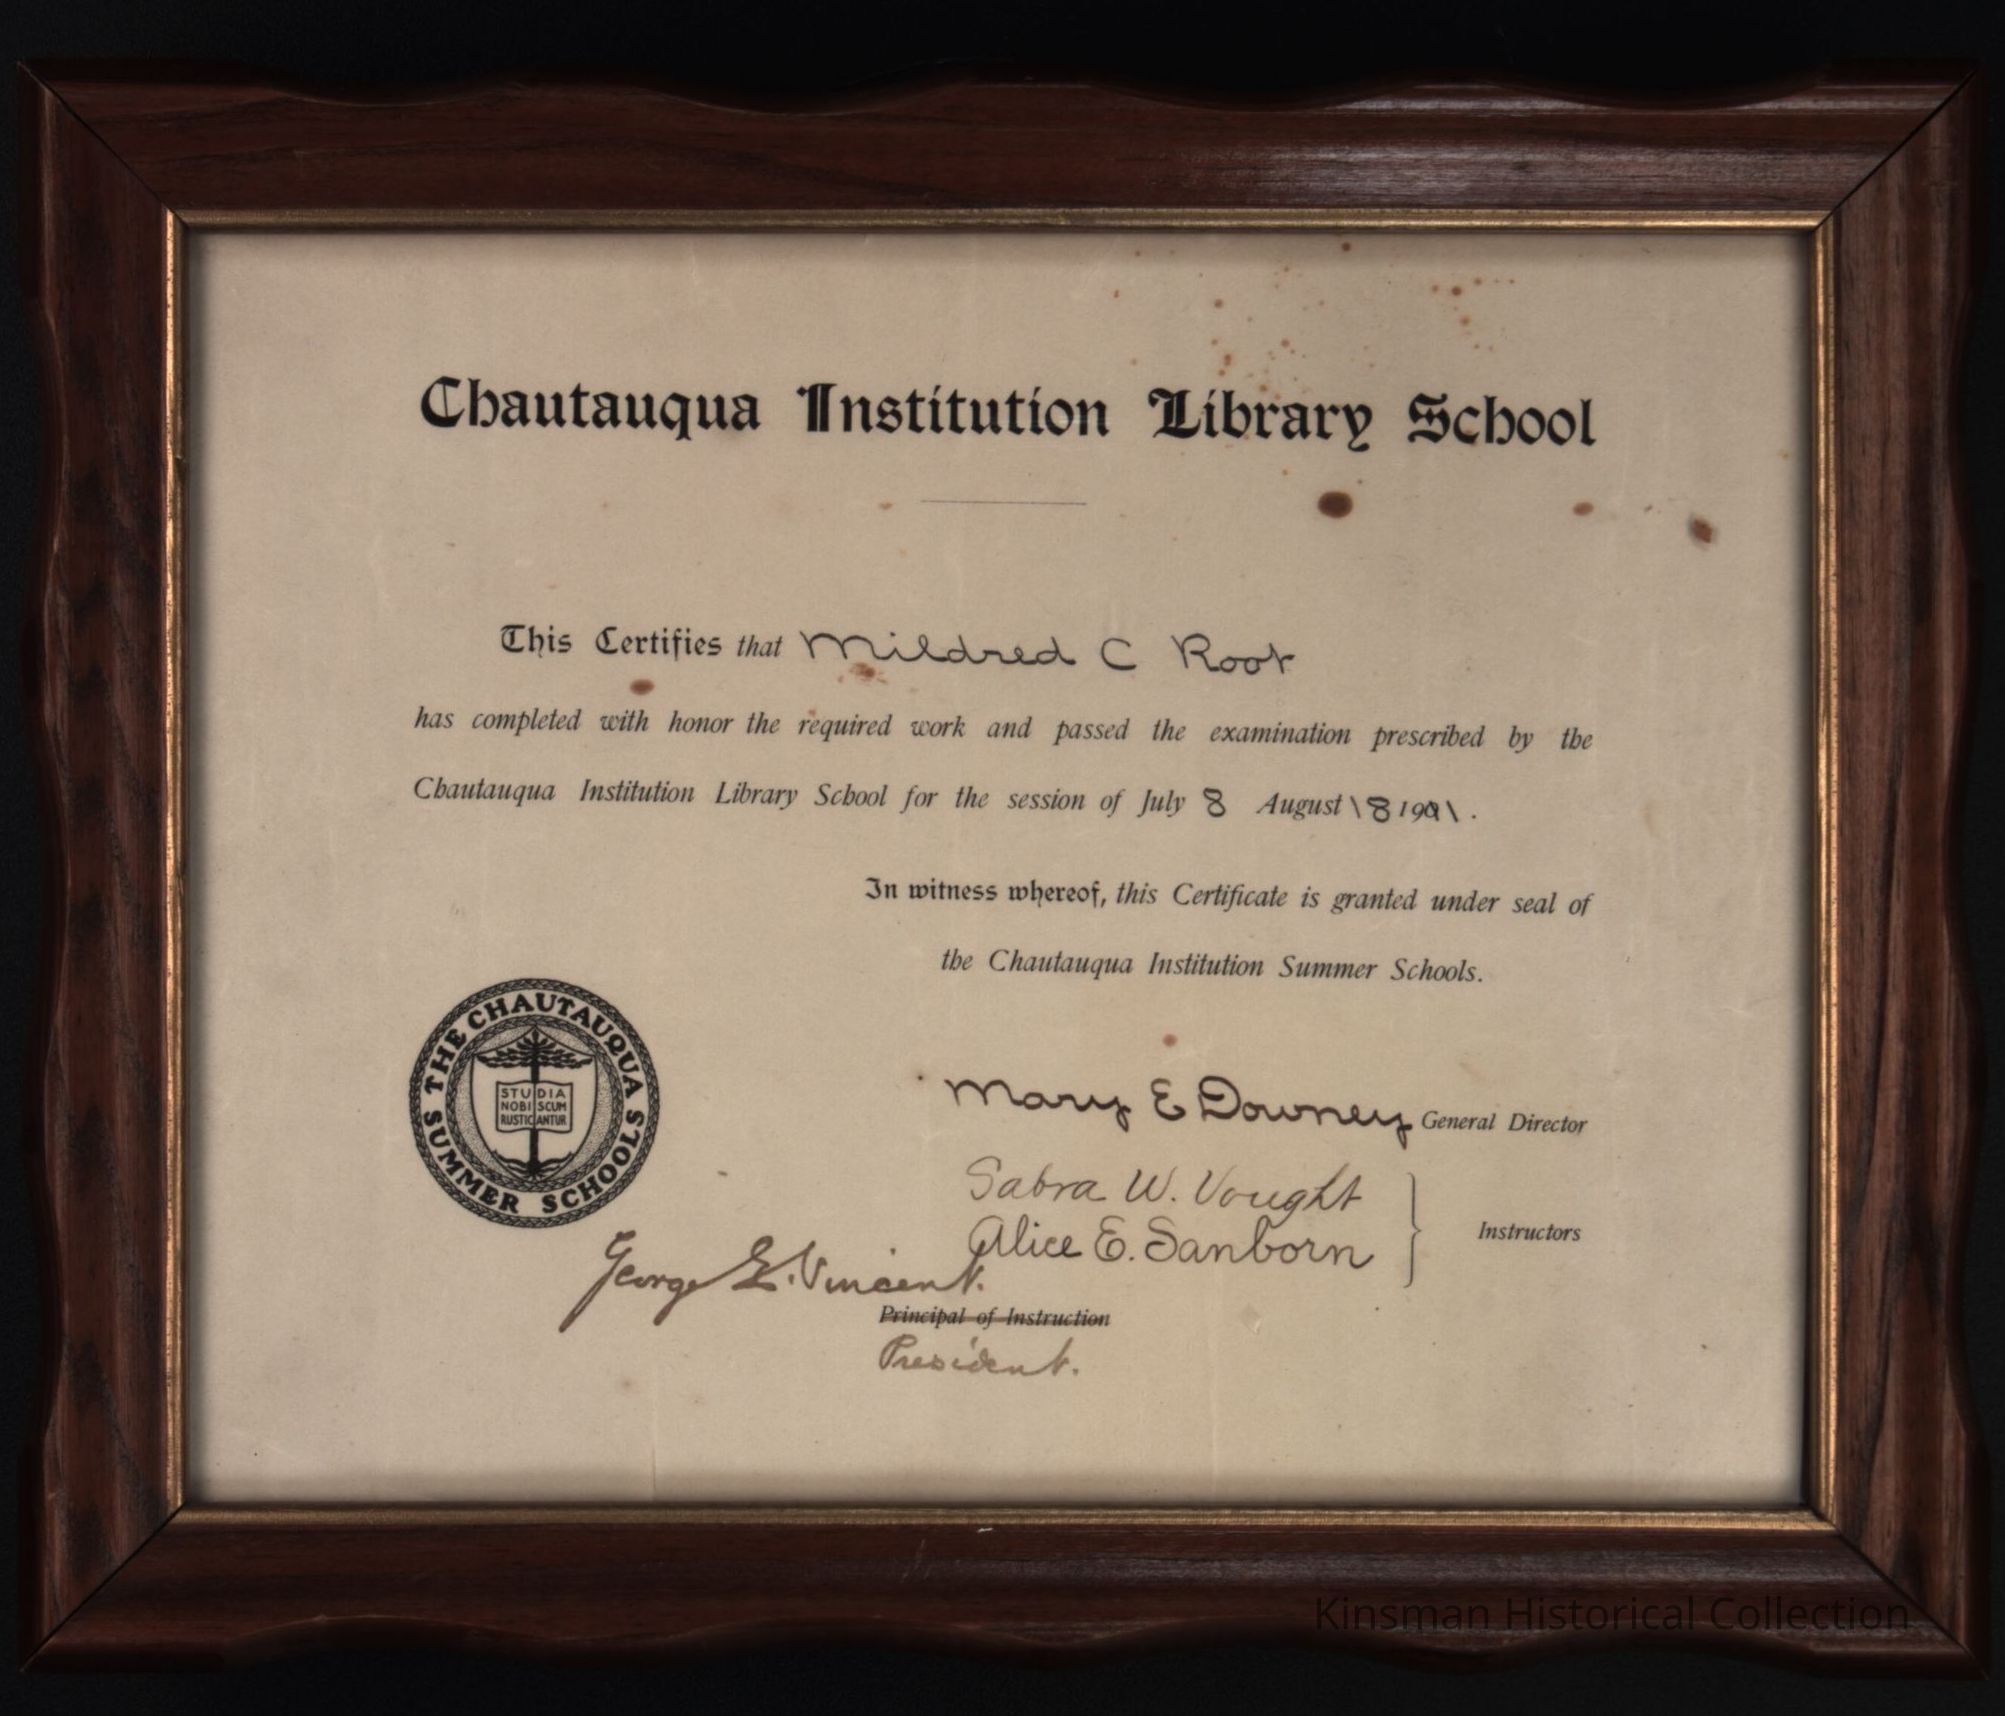 Chautauqua Institution Library School
This Certifies that Mildred C Root
has completed with honor the required work and passed the examination prescribed by the
Chautauqua Institution Library School for the session of July 8 August 18
In witness whereof, this Certificate is granted under seal of
the Chautauqua Institution Summer Schools.
THE CHAUTAUQUA SUMMER SCHOOLS
STUDIA
NOBISCUM
RUSTICANTUR
Mary E Downey General Director
Sabra W. Vought
Alice E. Sanborn
Instructors
George E. Vincent.
Principal of Instruction
President.
Kinsman Historical Collection